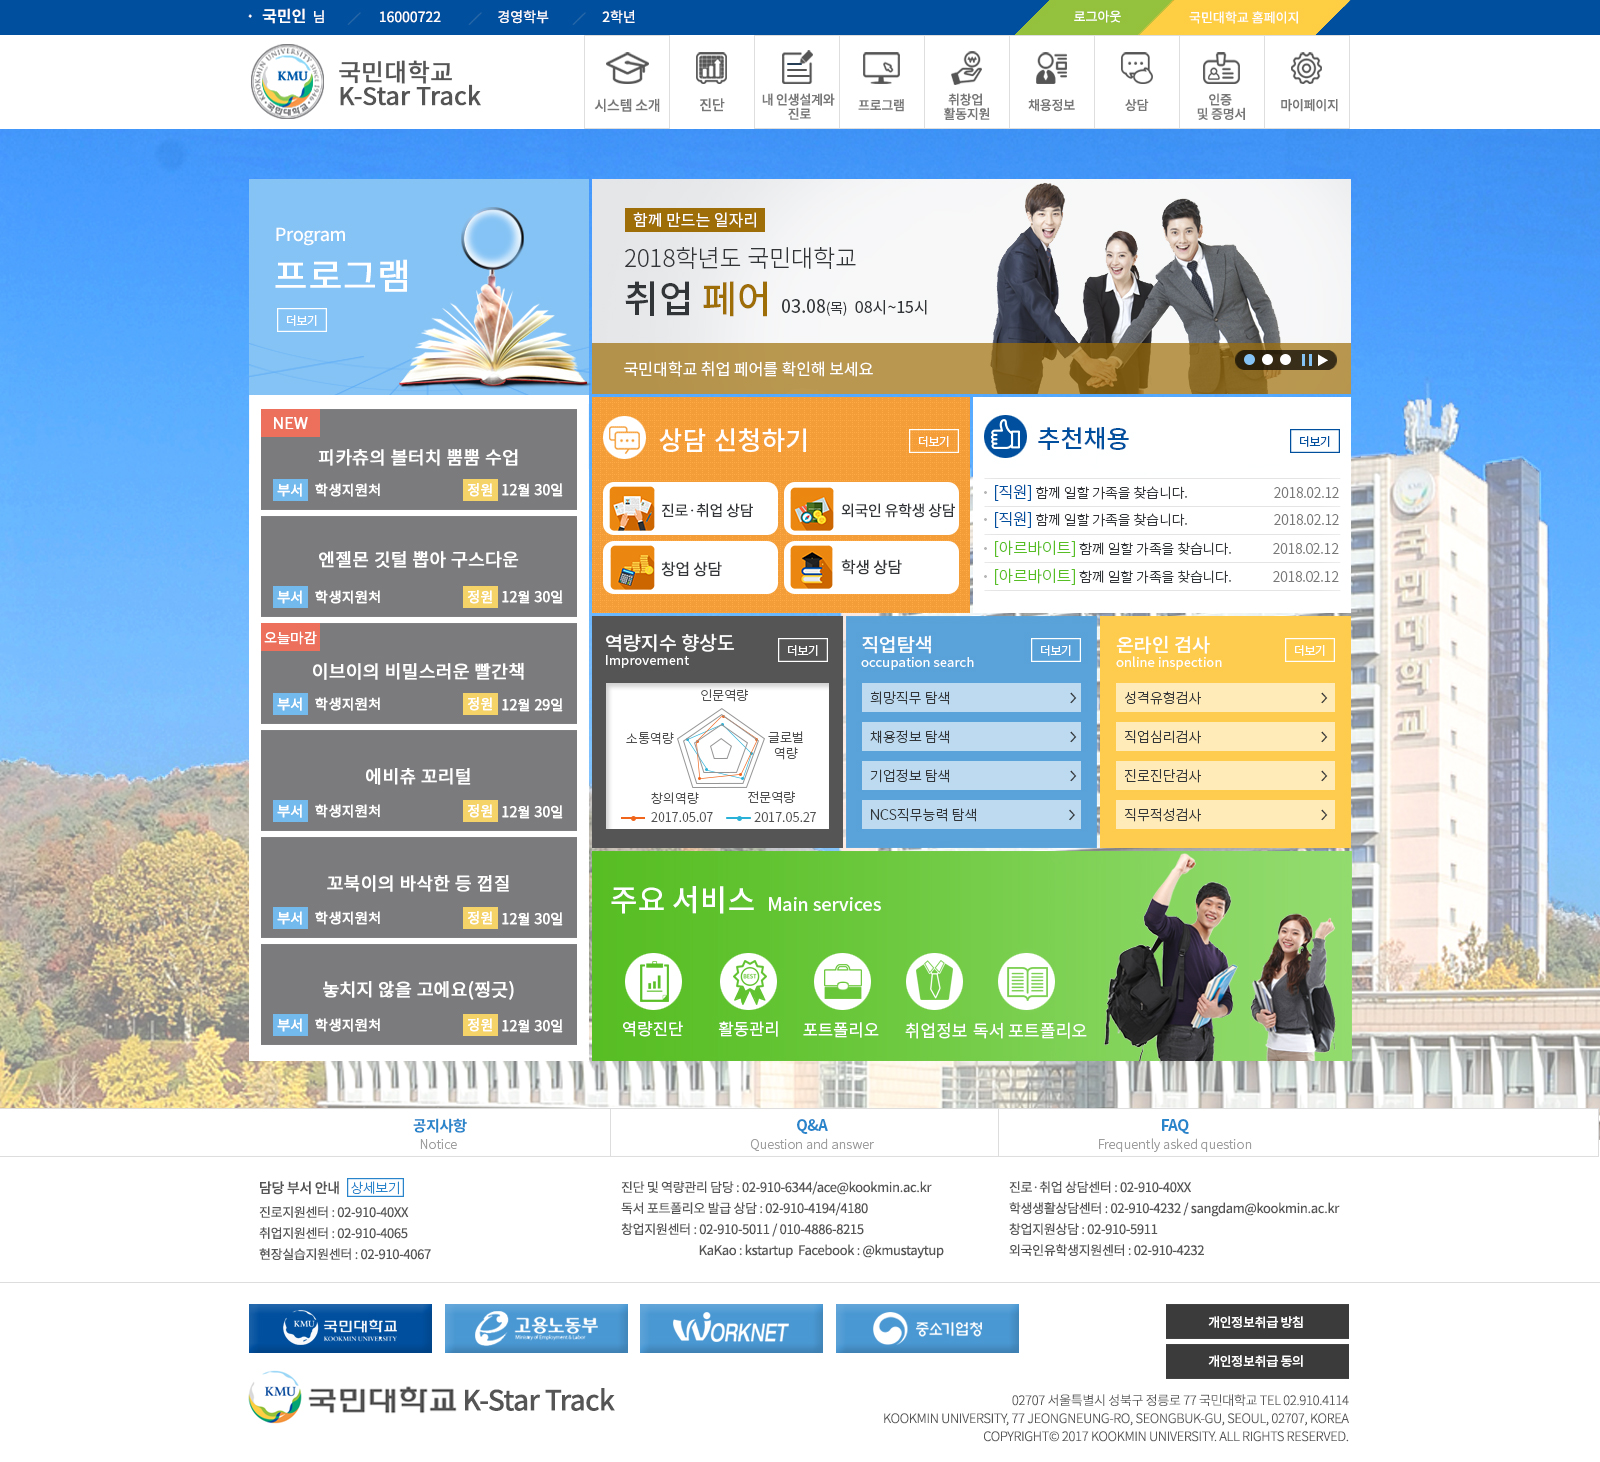 국민인 님
16000722
경영학부
2학년
로그아웃
국민대학교 홈페이지
KMU
국민대학교
K-Star Track
시스템 소개
진단
내 인생설계와
진로
프로그램
취창업
활동지원
채용정보
상담
인증
및 증명서
마이페이지
Program
프로그램
더보기
함께 만드는 일자리
2018학년도 국민대학교
취업 페어 03.08(목) 08시~15시
국민대학교 취업 페어를 확인해 보세요
NEW
피카츄의 볼터치 뿜뿜 수업
부서 학생지원처 정원 12월 30일
엔젤몬 깃털 뽑아 구스다운
부서 학생지원처 정원 12월 30일
오늘마감
이브이의 비밀스러운 빨간책
부서 학생지원처 정원 12월 29일
에비츄 꼬리털
부서 학생지원처 정원 12월 30일
꼬북이의 바삭한 등 껍질
부서 학생지원처 정원 12월 30일
놓치지 않을 고에요(찡긋)
부서 학생지원처 정원 12월 30일
상담 신청하기
더보기
진로·취업 상담
외국인 유학생 상담
창업 상담
학생 상담
추천채용
더보기
[직원] 함께 일할 가족을 찾습니다. 2018.02.12
[직원] 함께 일할 가족을 찾습니다. 2018.02.12
[아르바이트] 함께 일할 가족을 찾습니다. 2018.02.12
[아르바이트] 함께 일할 가족을 찾습니다. 2018.02.12
역량지수 향상도
Improvement
더보기
인문역량
소통역량
글로벌
역량
창의역량
전문역량
2017.05.07
2017.05.27
직업탐색
occupation search
더보기
희망직무 탐색
채용정보 탐색
기업정보 탐색
NCS직무능력 탐색
온라인 검사
online inspection
더보기
성격유형검사
직업심리검사
진로진단검사
직무적성검사
국민대학교
주요 서비스 Main services
BEST
역량진단
활동관리
포트폴리오
취업정보
독서 포트폴리오
공지사항
Notice
Q&A
Question and answer
FAQ
Frequently asked question
담당 부서 안내 상세보기
진로지원센터 : 02-910-40XX
취업지원센터 : 02-910-4065
현장실습지원센터 : 02-910-4067
진단 및 역량관리 담당 : 02-910-6344/ace@kookmin.ac.kr
독서 포트폴리오 발급 상담 : 02-910-4194/4180
창업지원센터 : 02-910-5011 / 010-4886-8215
KaKao : kstartup Facebook : @kmustaytup
진로·취업 상담센터 : 02-910-40XX
학생생활상담센터 : 02-910-4232 / sangdam@kookmin.ac.kr
창업지원상담 : 02-910-5911
외국인유학생지원센터 : 02-910-4232
KMU 국민대학교
KOOKMIN UNIVERSITY
고용노동부
Ministry of Employment & Labor
WORKNET
중소기업청
개인정보취급 방침
개인정보취급 동의
KMU 국민대학교 K-Star Track
02707 서울특별시 성북구 정릉로 77 국민대학교 TEL 02.910.4114
KOOKMIN UNIVERSITY, 77 JEONGNEUNG-RO, SEONGBUK-GU, SEOUL, 02707, KOREA
COPYRIGHT© 2017 KOOKMIN UNIVERSITY. ALL RIGHTS RESERVED.